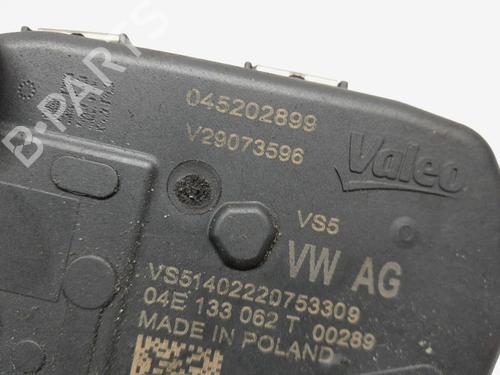 B-PARTS
045202899
V29073596
Valeo
VS5
VW AG
VS51402220753309
04E 133 062 T 00289
MADE IN POLAND